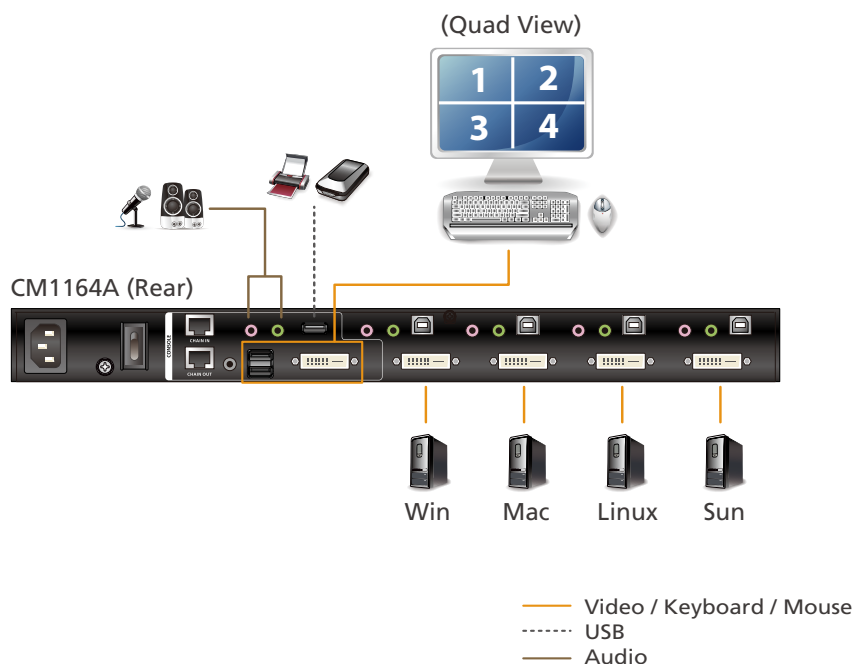 (Quad View)
1 2
3 4
CM1164A (Rear)
CONSOLE
CHAIN IN
CHAIN OUT
Win Mac Linux Sun
Video / Keyboard / Mouse
USB
Audio